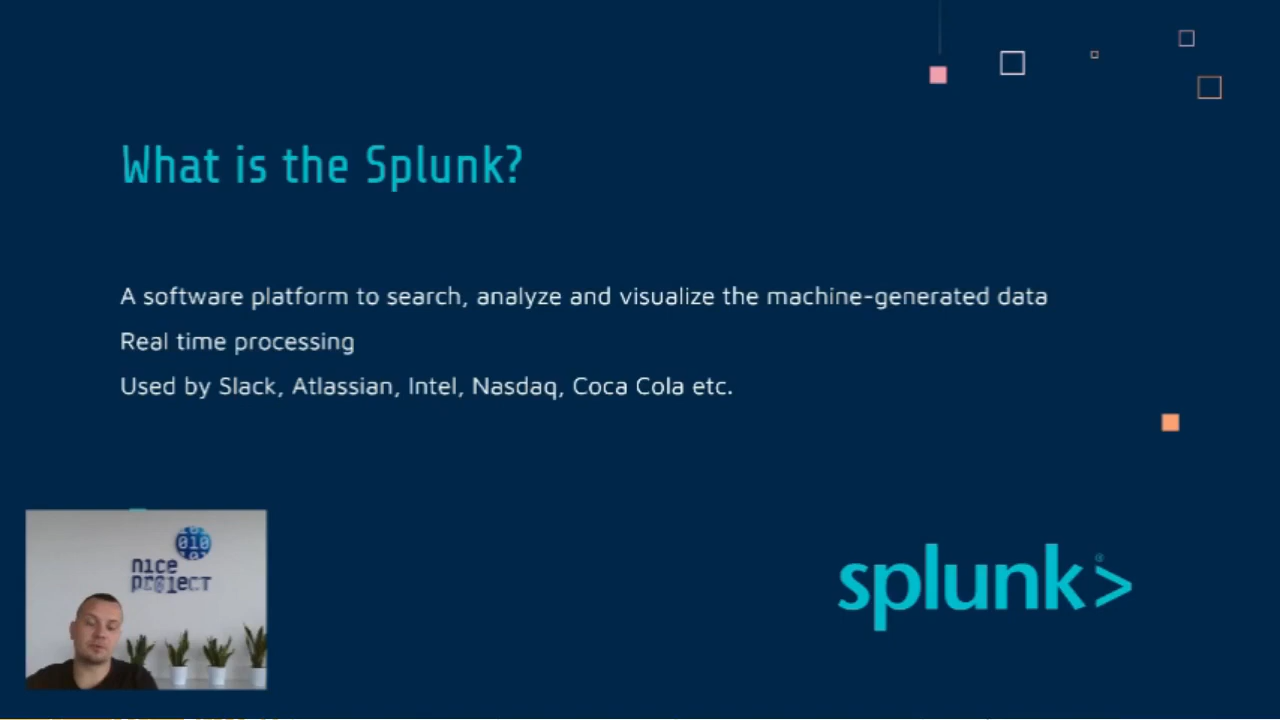 What is the Splunk?
A software platform to search, analyze and visualize the machine-generated data
Real time processing
Used by Slack, Atlassian, Intel, Nasdaq, Coca Cola etc.
010
nice
project
splunk>